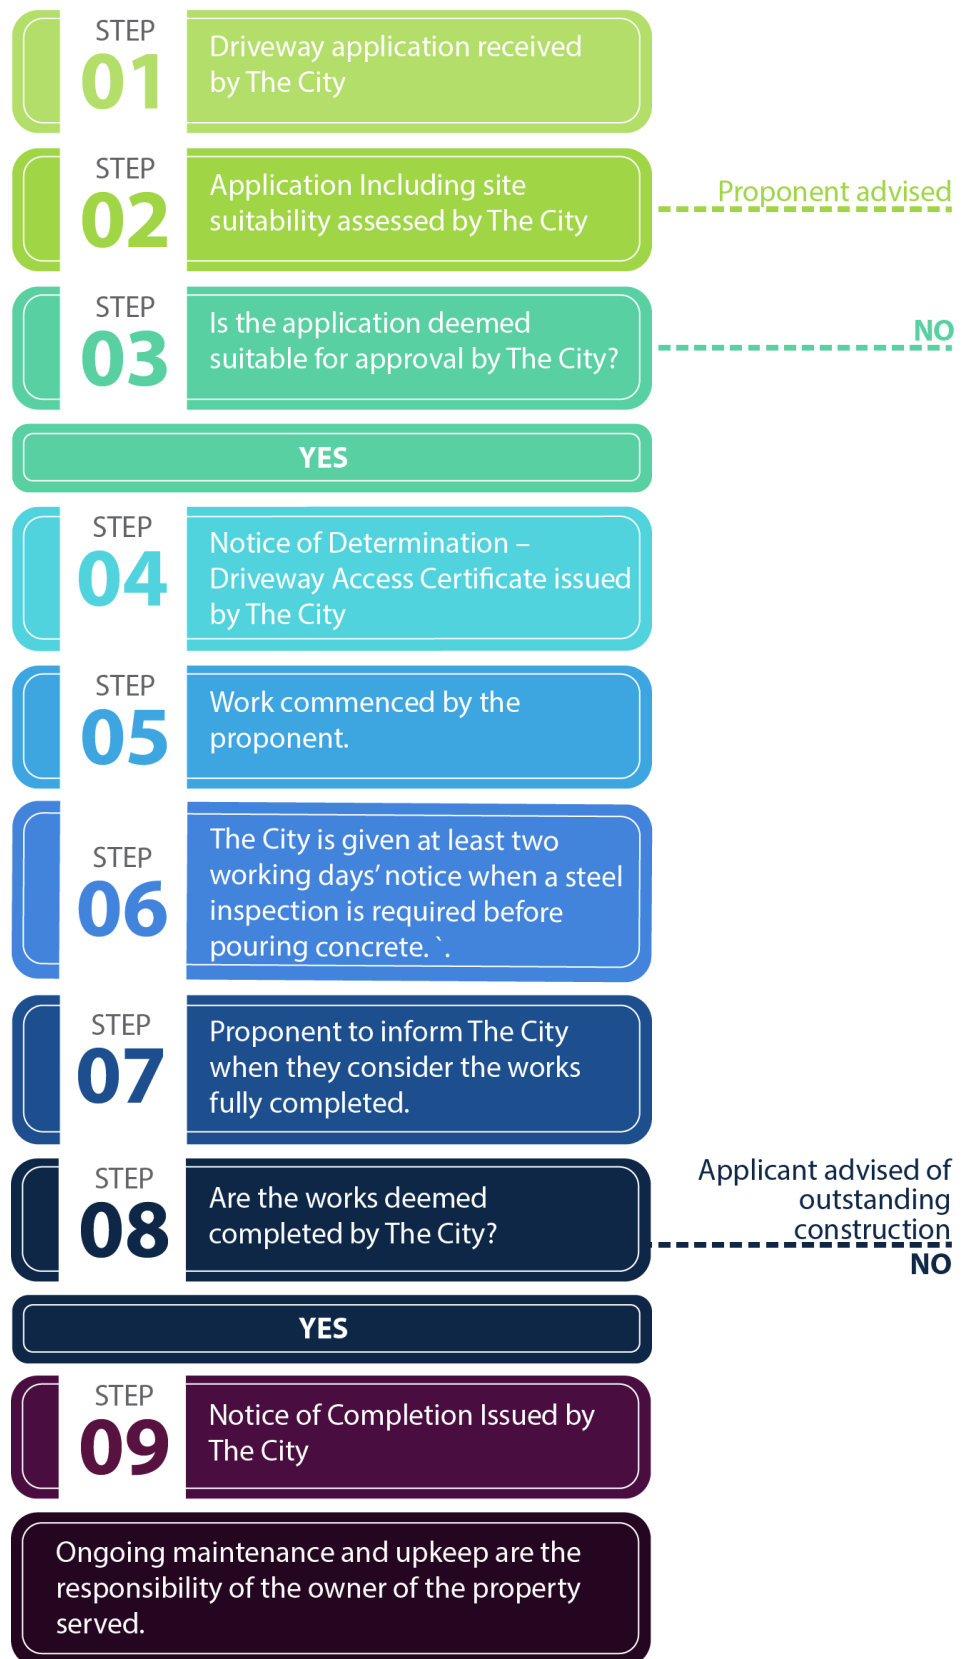 STEP
01
Driveway application received
by The City
STEP
02
Application Including site
suitability assessed by The City
Proponent advised
STEP
03
Is the application deemed
suitable for approval by The City?
NO
YES
STEP
04
Notice of Determination –
Driveway Access Certificate issued
by The City
STEP
05
Work commenced by the
proponent.
STEP
06
The City is given at least two
working days’ notice when a steel
inspection is required before
pouring concrete. `.
STEP
07
Proponent to inform The City
when they consider the works
fully completed.
STEP
08
Are the works deemed
completed by The City?
Applicant advised of
outstanding
construction
NO
YES
STEP
09
Notice of Completion Issued by
The City
Ongoing maintenance and upkeep are the
responsibility of the owner of the property
served.